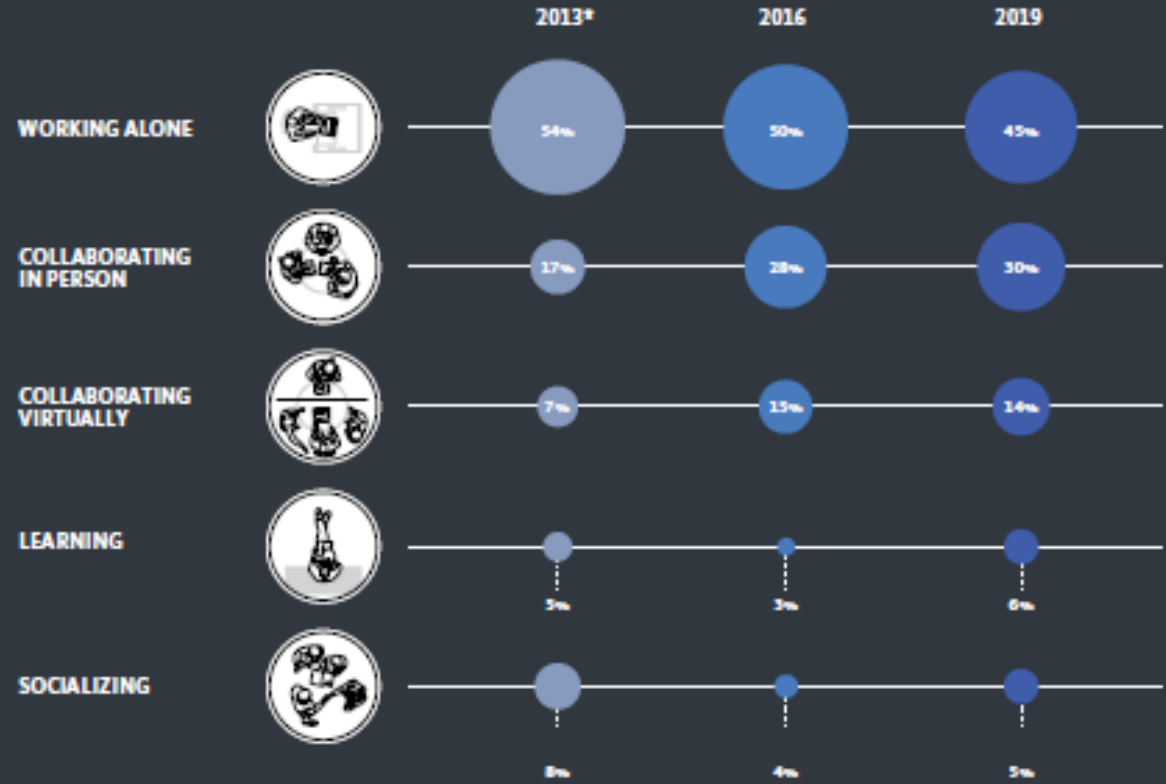 2013* 2016 2019
WORKING ALONE 54% 50% 45%
COLLABORATING
IN PERSON 17% 28% 30%
COLLABORATING
VIRTUALLY 7% 15% 14%
LEARNING
5% 3% 6%
SOCIALIZING
8% 4% 5%